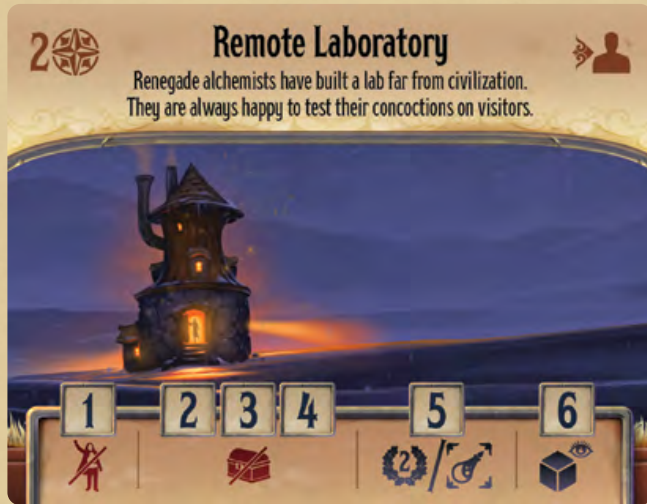 2
Remote Laboratory
Renegade alchemists have built a lab far from civilization.
They are always happy to test their concoctions on visitors.
1 2 3 4 5 6
2 /